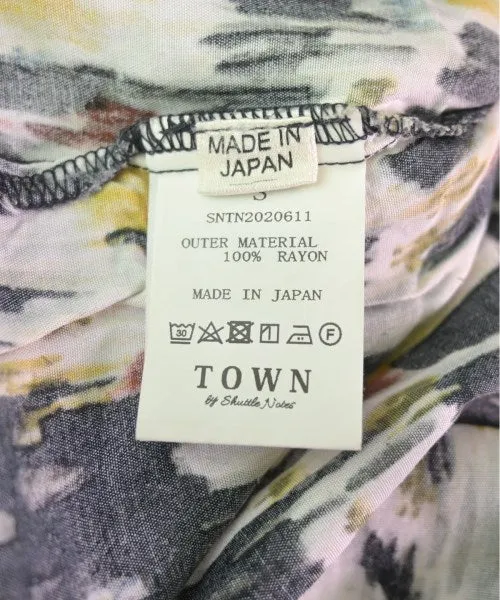 MADE IN
JAPAN
S
SNTN2020611
OUTER MATERIAL
100% RAYON
MADE IN JAPAN
30
F
TOWN
by Shuttle Notes